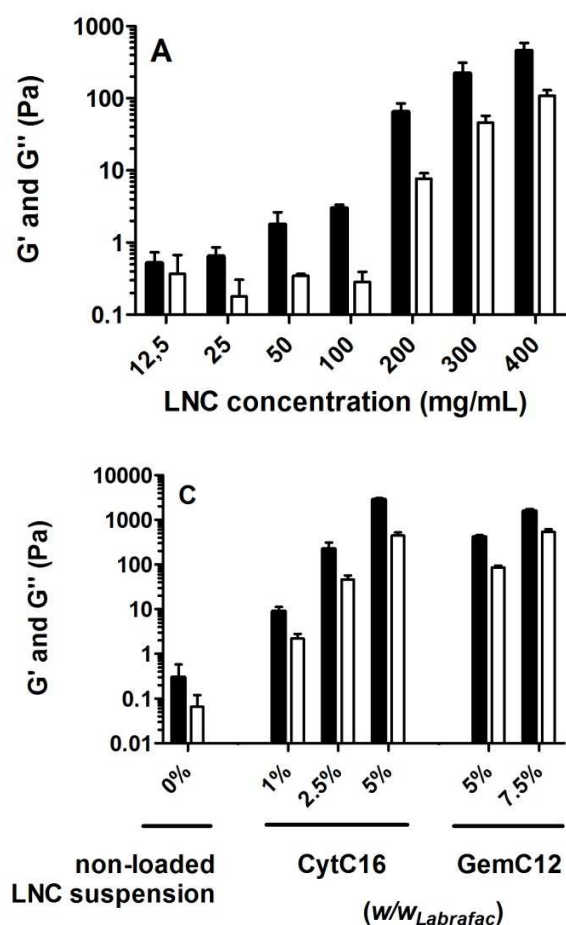 A
G' and G'' (Pa)
1000
100
10
1
0.1
12,5 25 50 100 200 300 400
LNC concentration (mg/mL)
C
G' and G'' (Pa)
10000
1000
100
10
1
0.1
0.01
0% 1% 2.5% 5% 5% 7.5%
non-loaded CytC16 GemC12
LNC suspension
(w/wLabrafac)